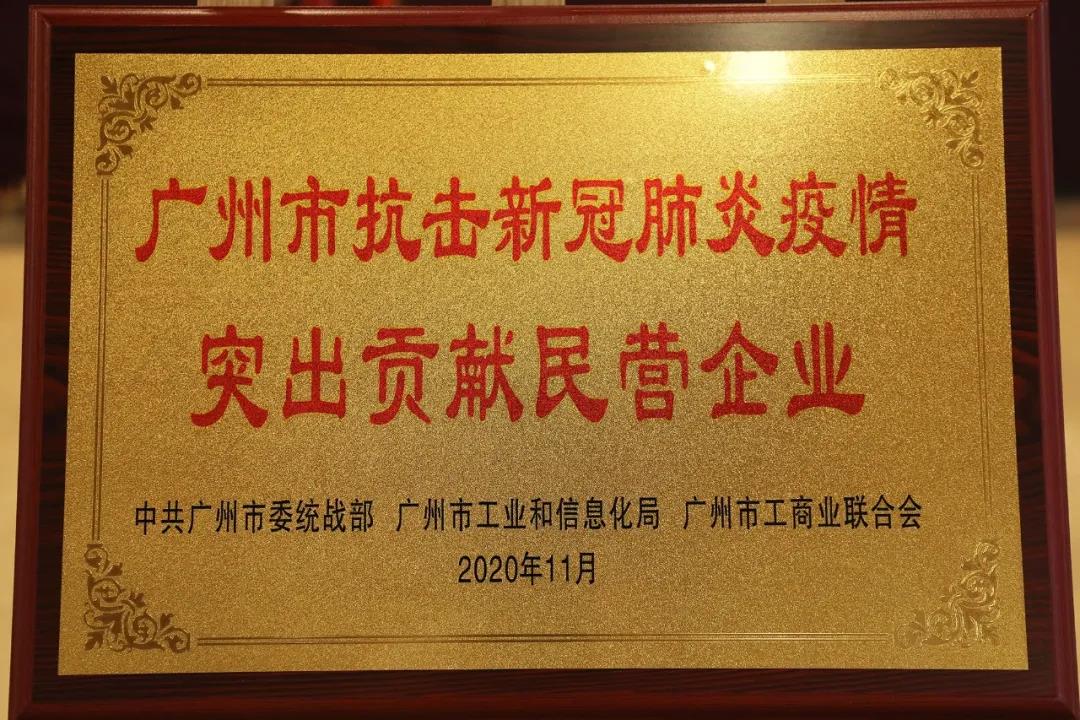 广州市抗击新冠肺炎疫情
突出贡献民营企业
中共广州市委统战部 广州市工业和信息化局 广州市工商业联合会
2020年11月